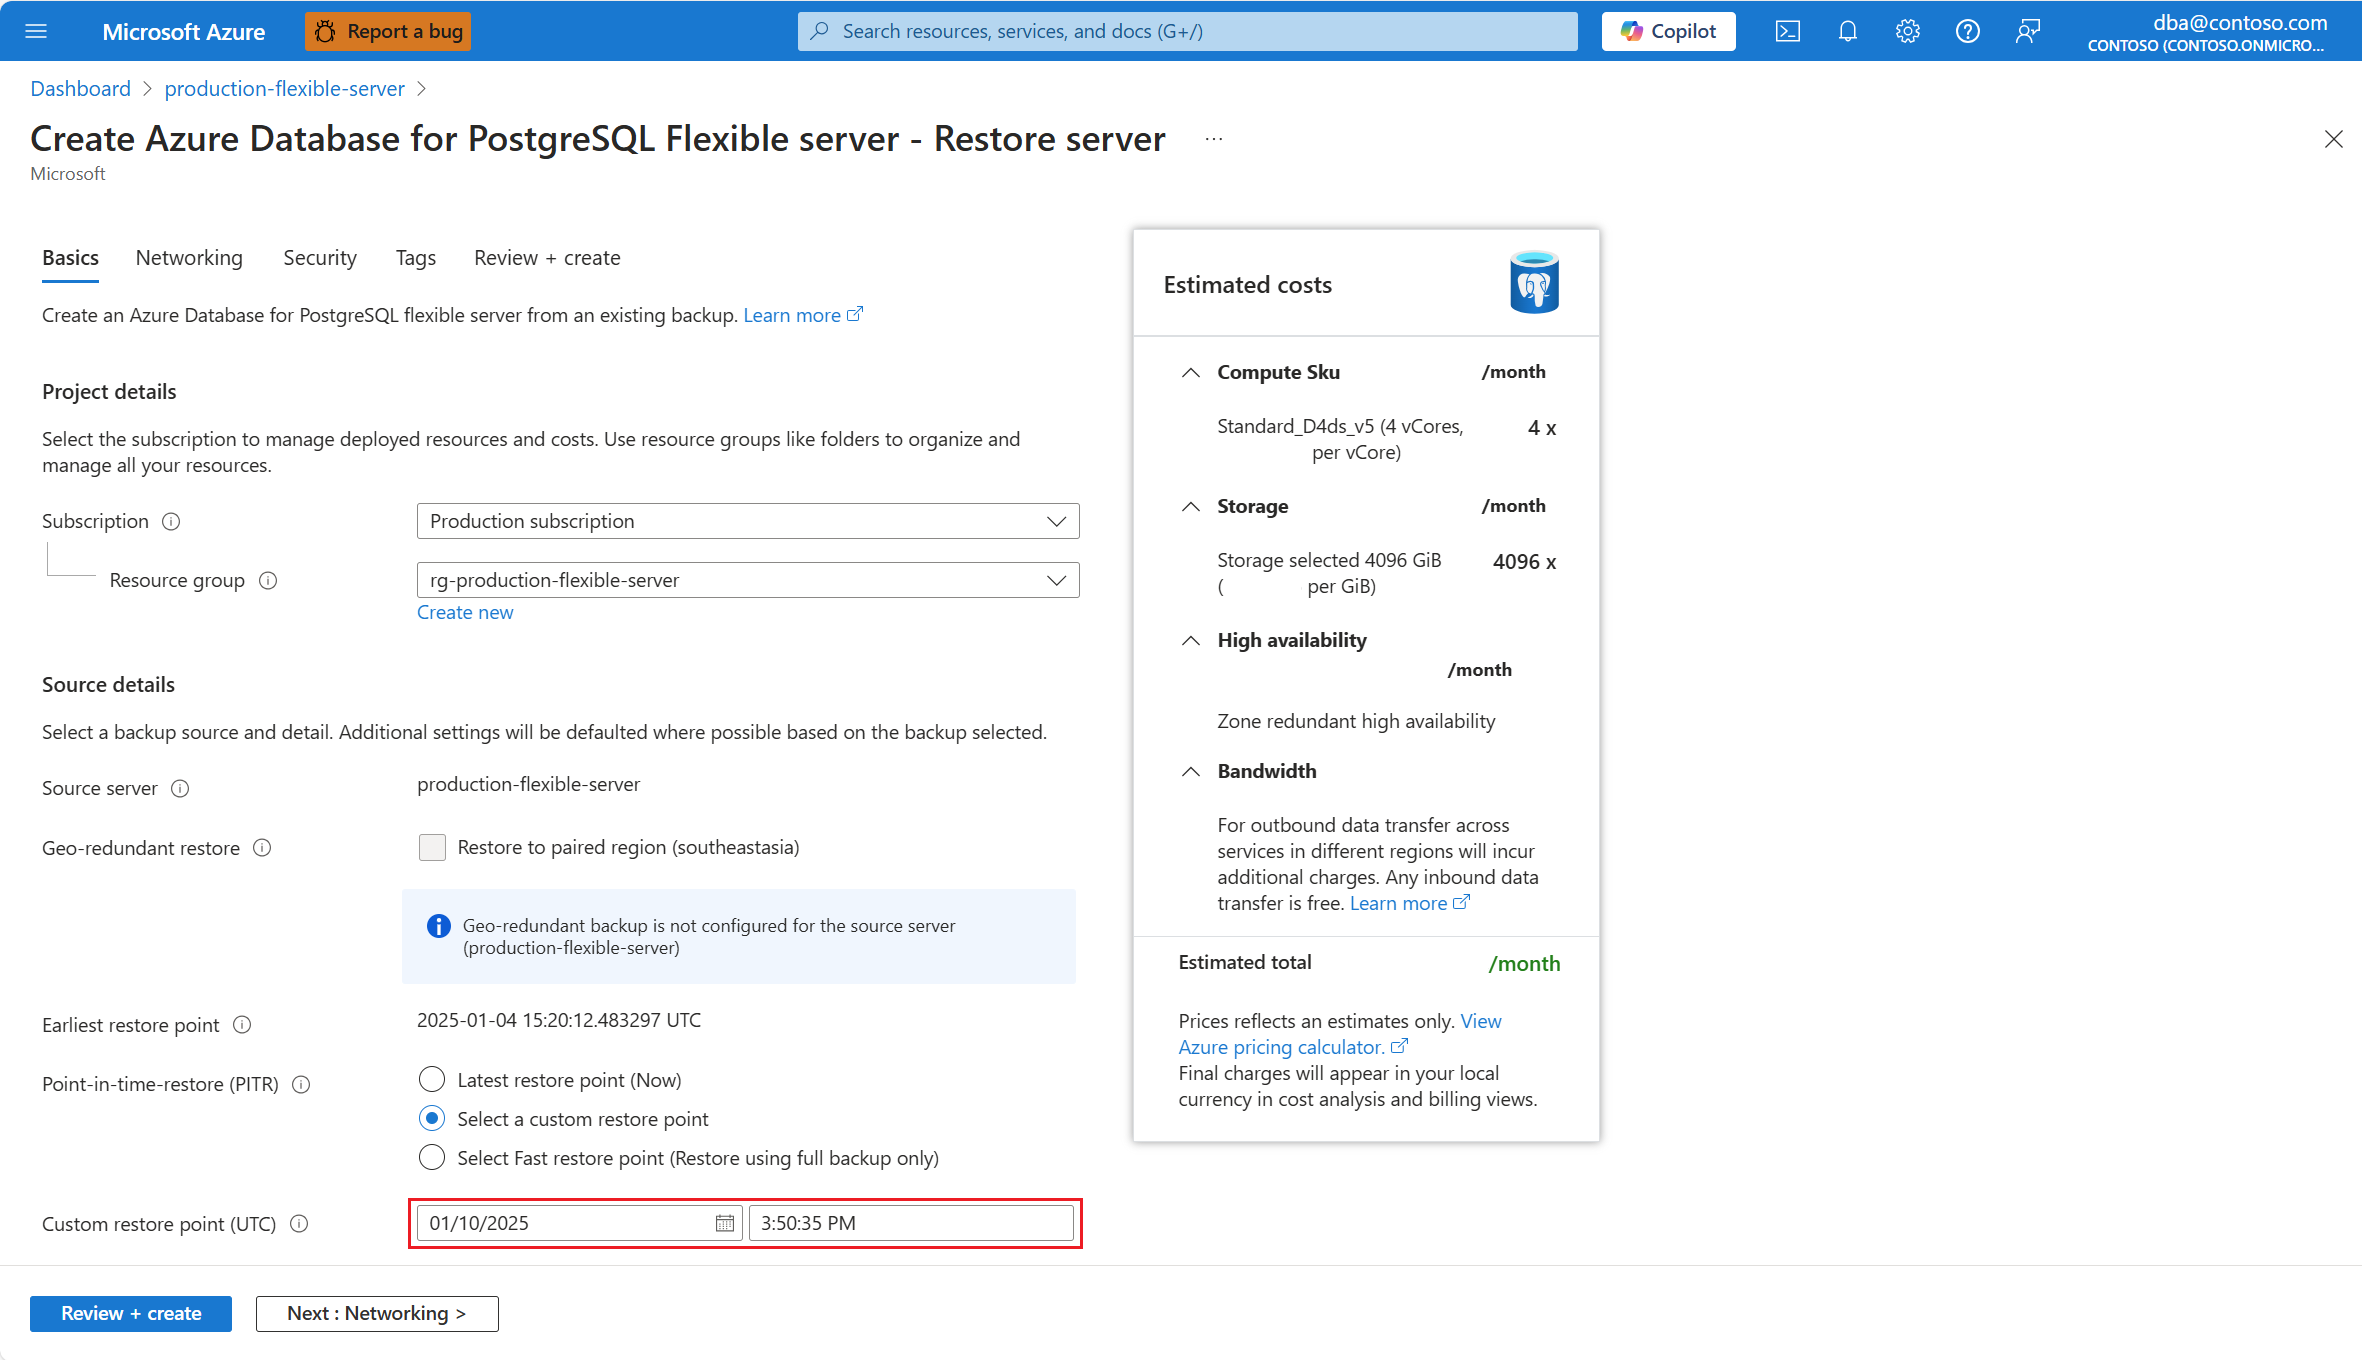 Microsoft Azure
Report a bug
Search resources, services, and docs (G+/)
Copilot
dba@contoso.com
CONTOSO (CONTOSO.ONMICRO...
Dashboard > production-flexible-server >
Create Azure Database for PostgreSQL Flexible server - Restore server ...
Microsoft
Basics Networking Security Tags Review + create
Create an Azure Database for PostgreSQL flexible server from an existing backup. Learn more
Project details
Select the subscription to manage deployed resources and costs. Use resource groups like folders to organize and
manage all your resources.
Subscription
Production subscription
Resource group
rg-production-flexible-server
Create new
Source details
Select a backup source and detail. Additional settings will be defaulted where possible based on the backup selected.
Source server
production-flexible-server
Geo-redundant restore
Restore to paired region (southeastasia)
Geo-redundant backup is not configured for the source server
(production-flexible-server)
Earliest restore point
2025-01-04 15:20:12.483297 UTC
Point-in-time-restore (PITR)
Latest restore point (Now)
Select a custom restore point
Select Fast restore point (Restore using full backup only)
Custom restore point (UTC)
01/10/2025
3:50:35 PM
Review + create
Next : Networking >
Estimated costs
Compute Sku /month
Standard_D4ds_v5 (4 vCores, 4 x
per vCore)
Storage /month
Storage selected 4096 GiB 4096 x
( per GiB)
High availability
/month
Zone redundant high availability
Bandwidth
For outbound data transfer across
services in different regions will incur
additional charges. Any inbound data
transfer is free. Learn more
Estimated total /month
Prices reflects an estimates only. View
Azure pricing calculator.
Final charges will appear in your local
currency in cost analysis and billing views.